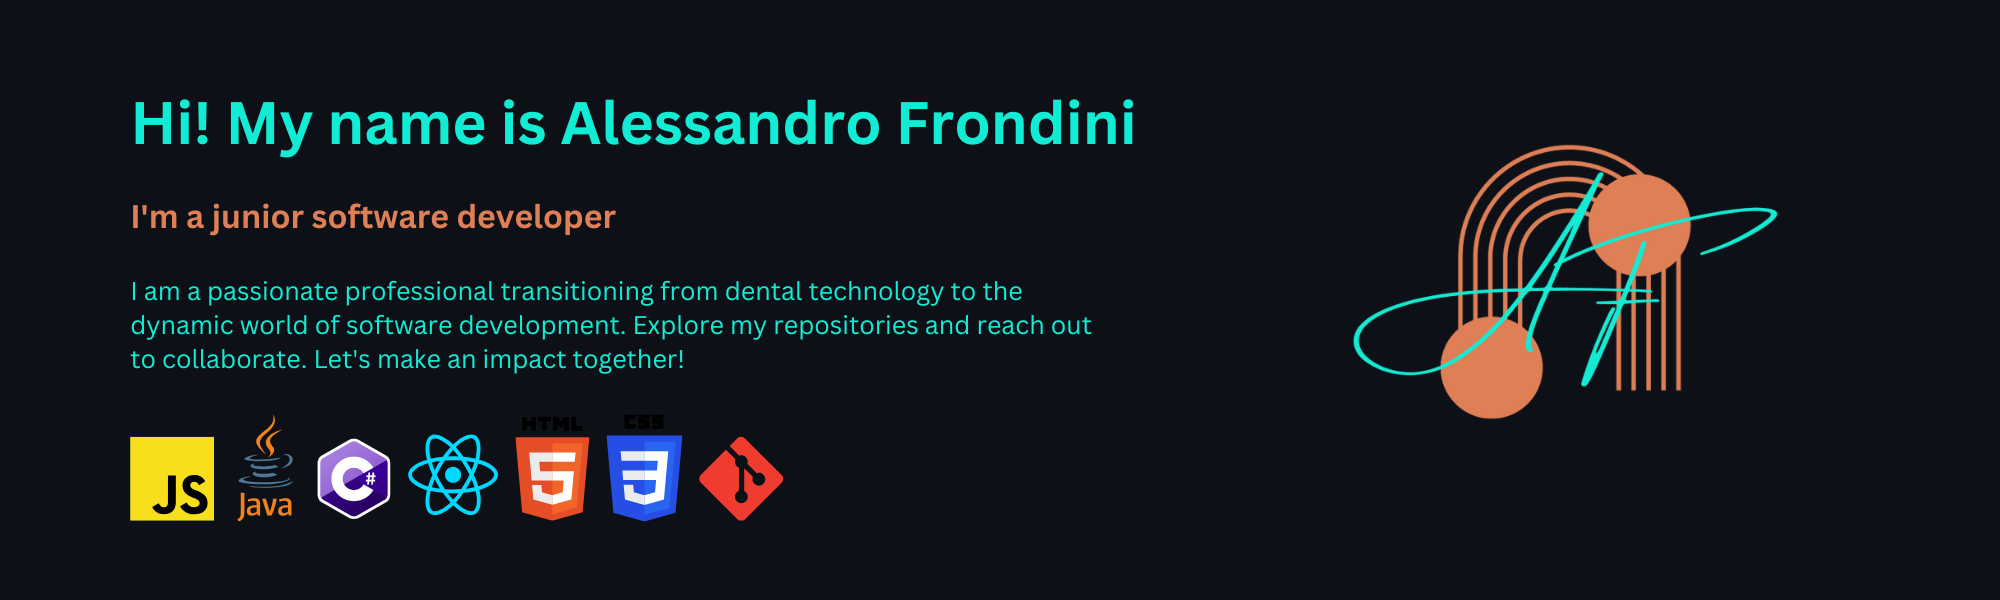 Hi! My name is Alessandro Frondini
I'm a junior software developer
I am a passionate professional transitioning from dental technology to the
dynamic world of software development. Explore my repositories and reach out
to collaborate. Let's make an impact together!
HTML CSS
JS Java C# 5 3
AF